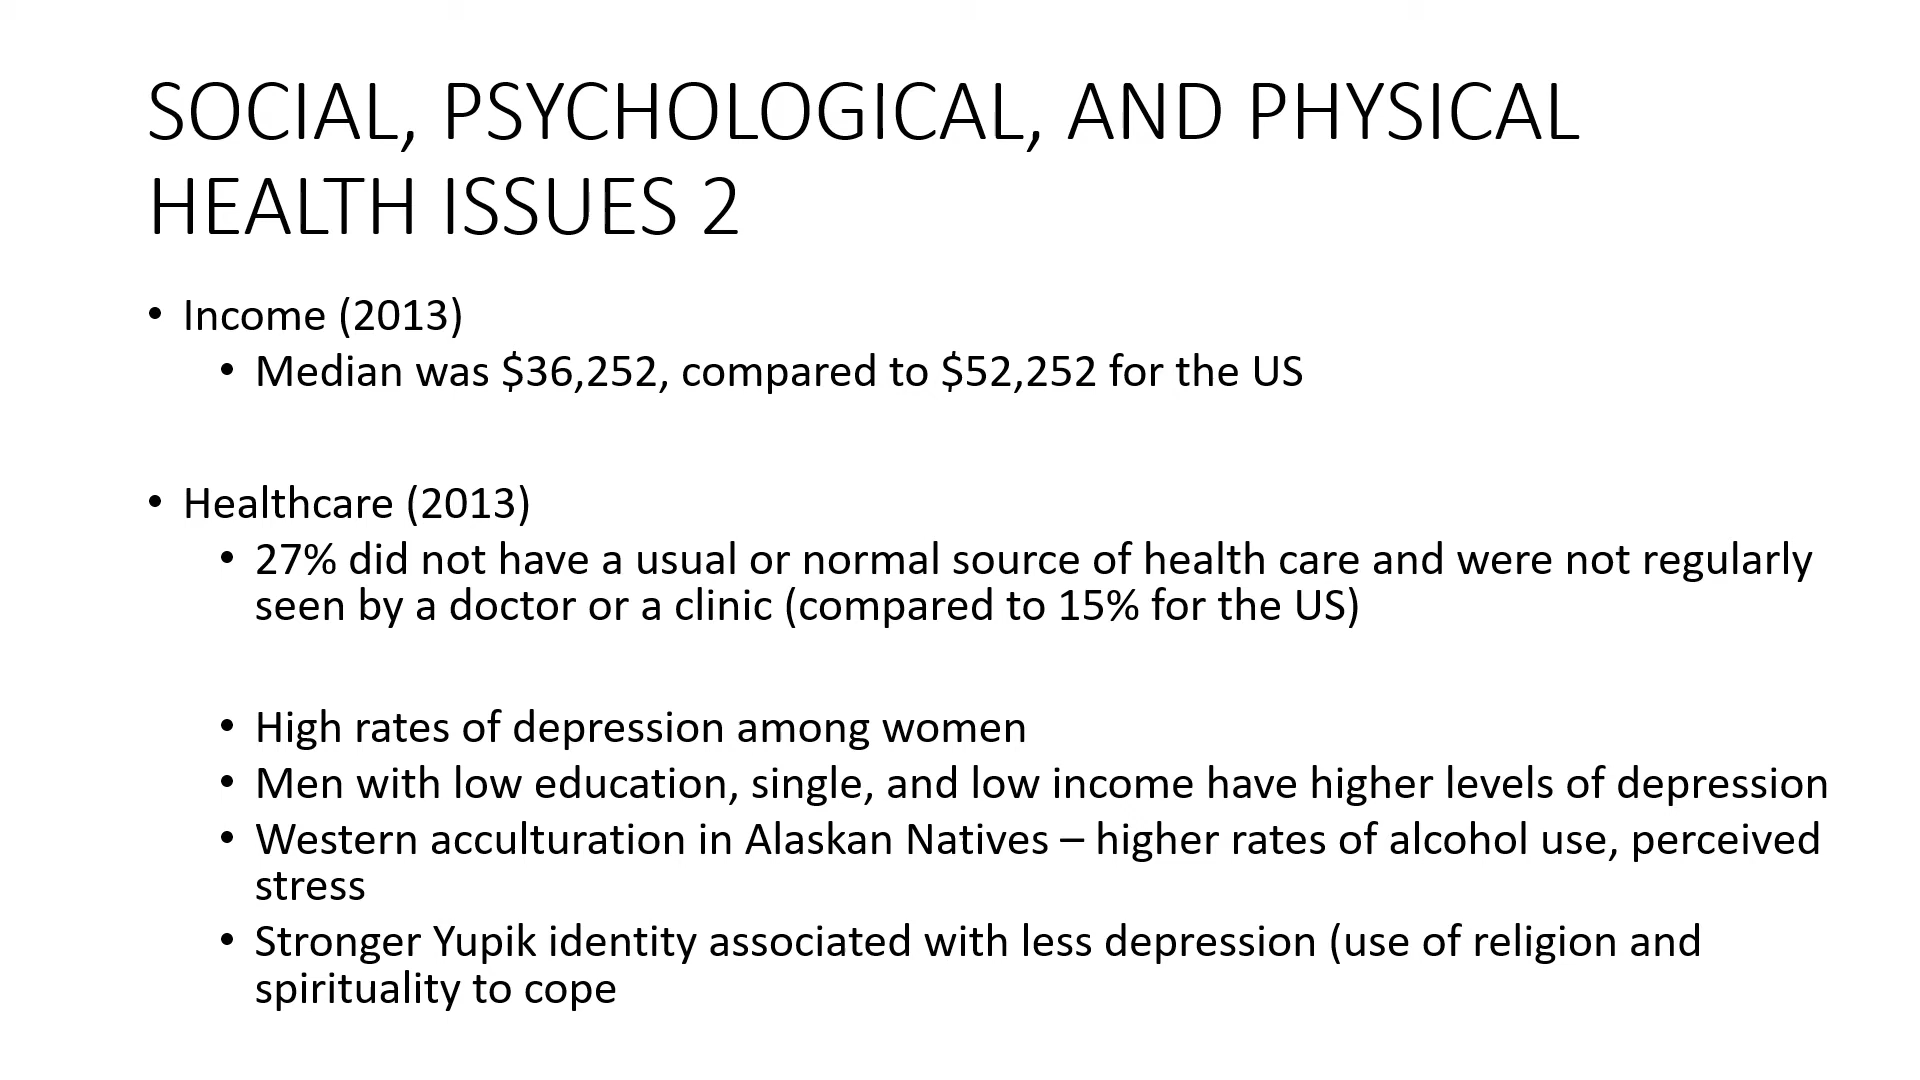 SOCIAL, PSYCHOLOGICAL, AND PHYSICAL
HEALTH ISSUES 2
• Income (2013)
• Median was $36,252, compared to $52,252 for the US
• Healthcare (2013)
• 27% did not have a usual or normal source of health care and were not regularly
seen by a doctor or a clinic (compared to 15% for the US)
• High rates of depression among women
• Men with low education, single, and low income have higher levels of depression
• Western acculturation in Alaskan Natives – higher rates of alcohol use, perceived
stress
• Stronger Yupik identity associated with less depression (use of religion and
spirituality to cope